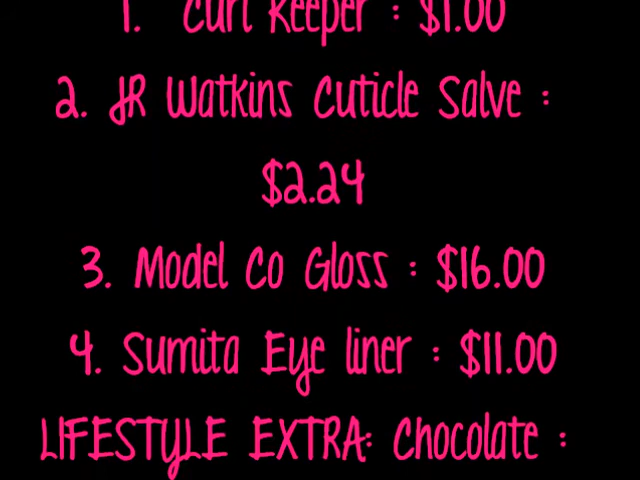 1. Curl Keeper : $1.00
2. JR Watkins Cuticle Salve :
$2.24
3. Model Co Gloss : $16.00
4. Sumita Eye liner : $11.00
LIFESTYLE EXTRA: Chocolate :